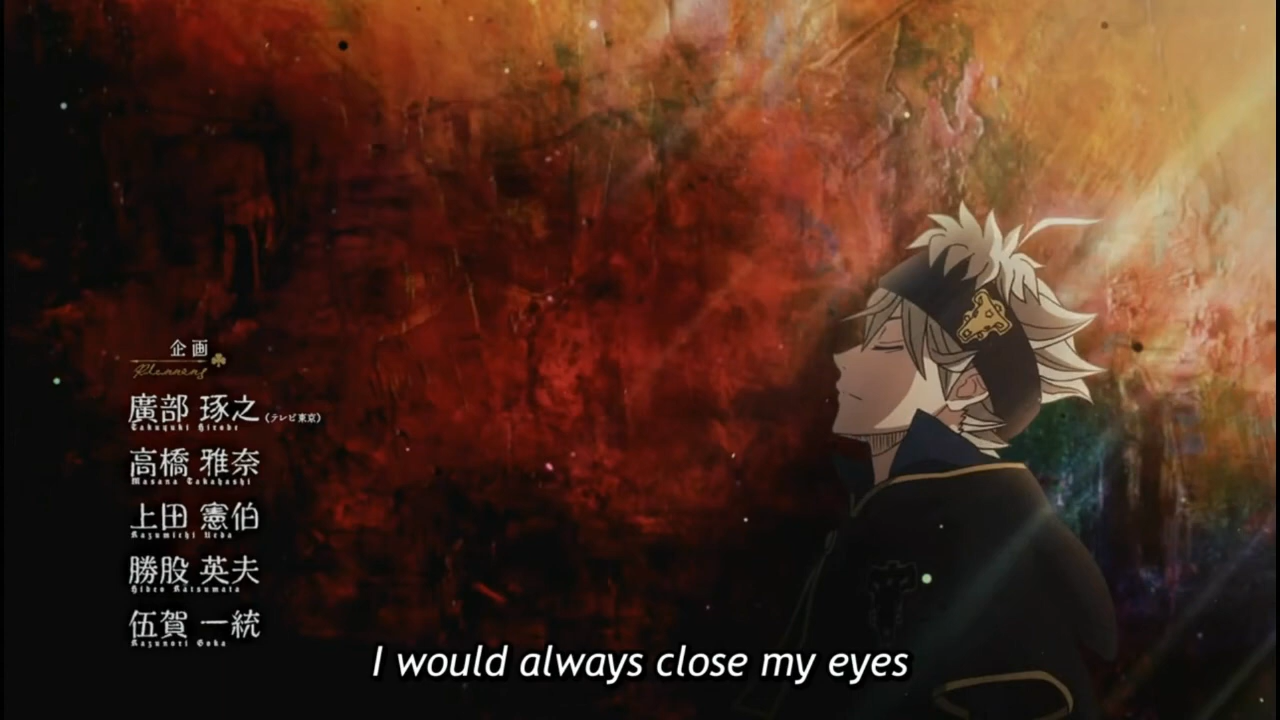 企画
Planning
廣部 琢之 (テレビ東京)
Takuyuki Hirobe
高橋 雅奈
Masana Takahashi
上田 憲伯
Kazumichi Ueda
勝股 英夫
Hideo Katsumata
伍賀 一統
Kazunori Goka
I would always close my eyes